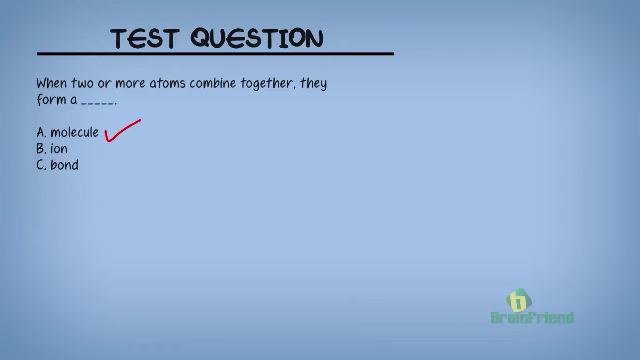 TEST QUESTION
When two or more atoms combine together, they
form a _____.
A. molecule
B. ion
C. bond
b
Brainfriend